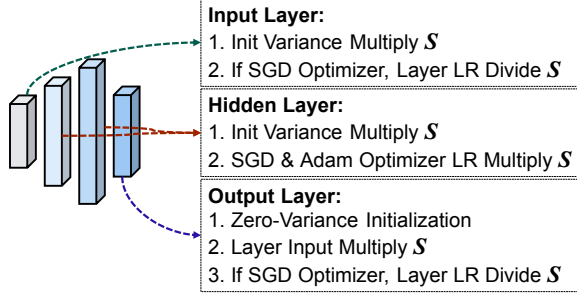 Input Layer:
1. Init Variance Multiply S
2. If SGD Optimizer, Layer LR Divide S
Hidden Layer:
1. Init Variance Multiply S
2. SGD & Adam Optimizer LR Multiply S
Output Layer:
1. Zero-Variance Initialization
2. Layer Input Multiply S
3. If SGD Optimizer, Layer LR Divide S